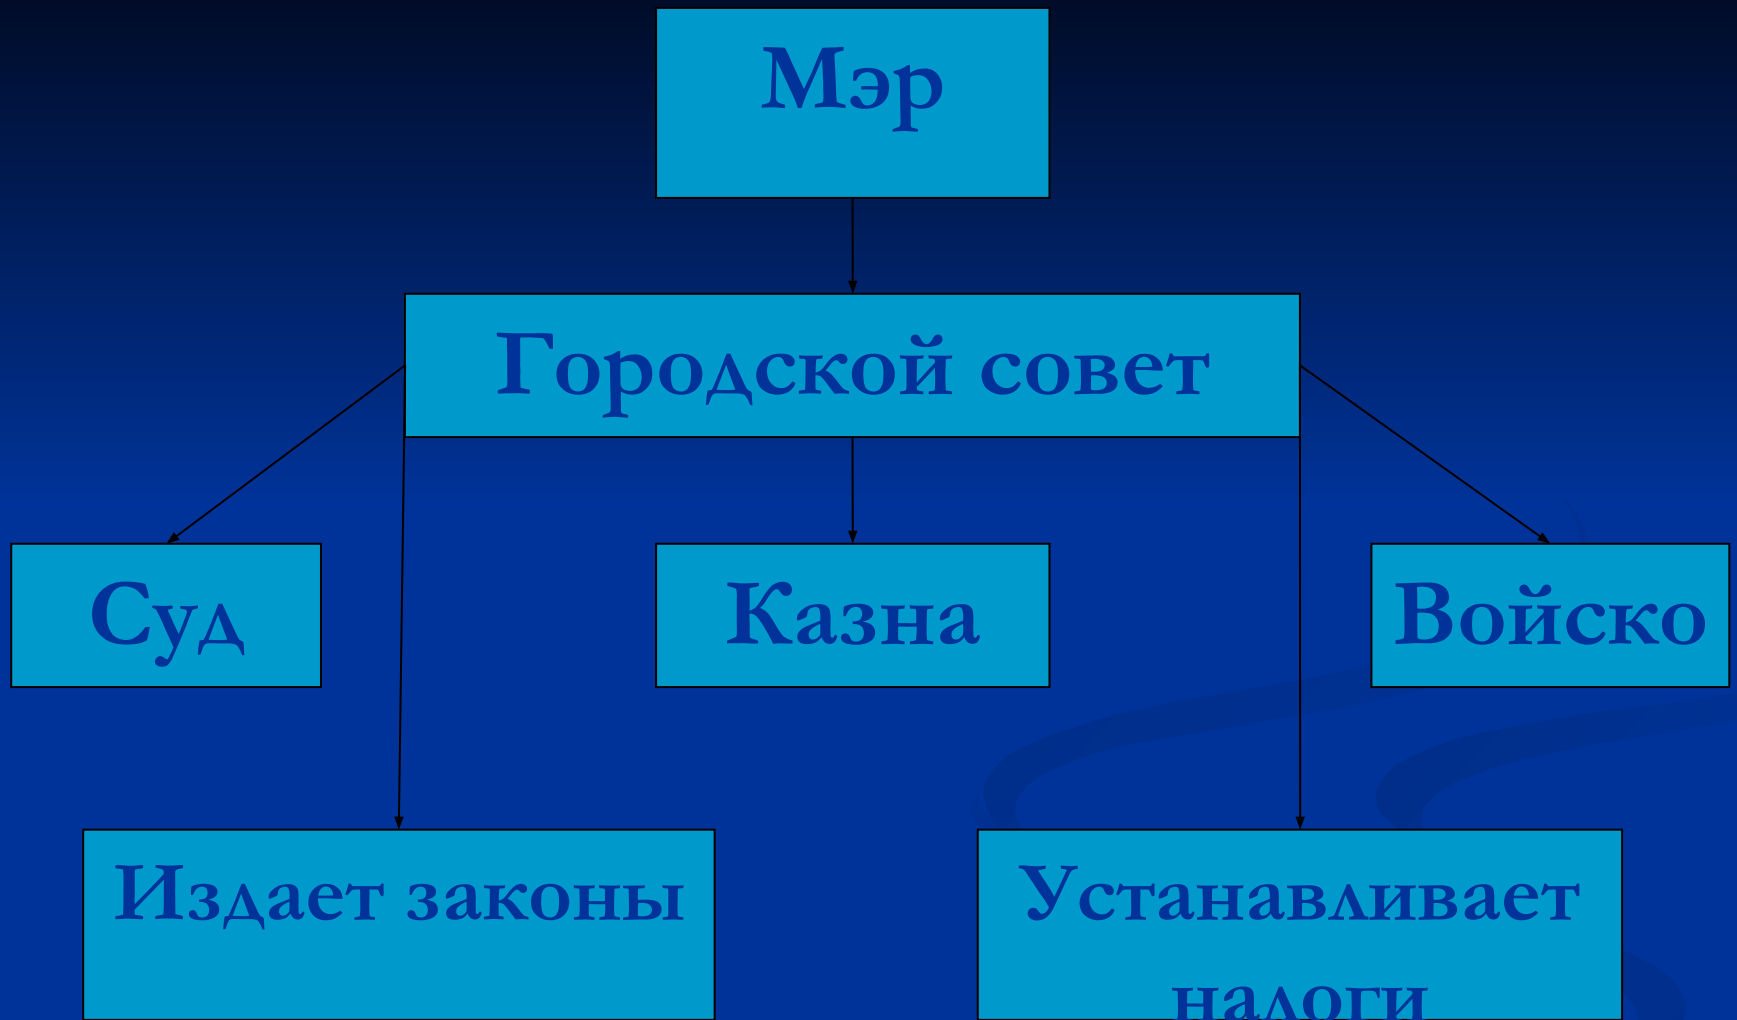 Мэр
Городской совет
Суд
Казна
Войско
Издает законы
Устанавливает
налоги